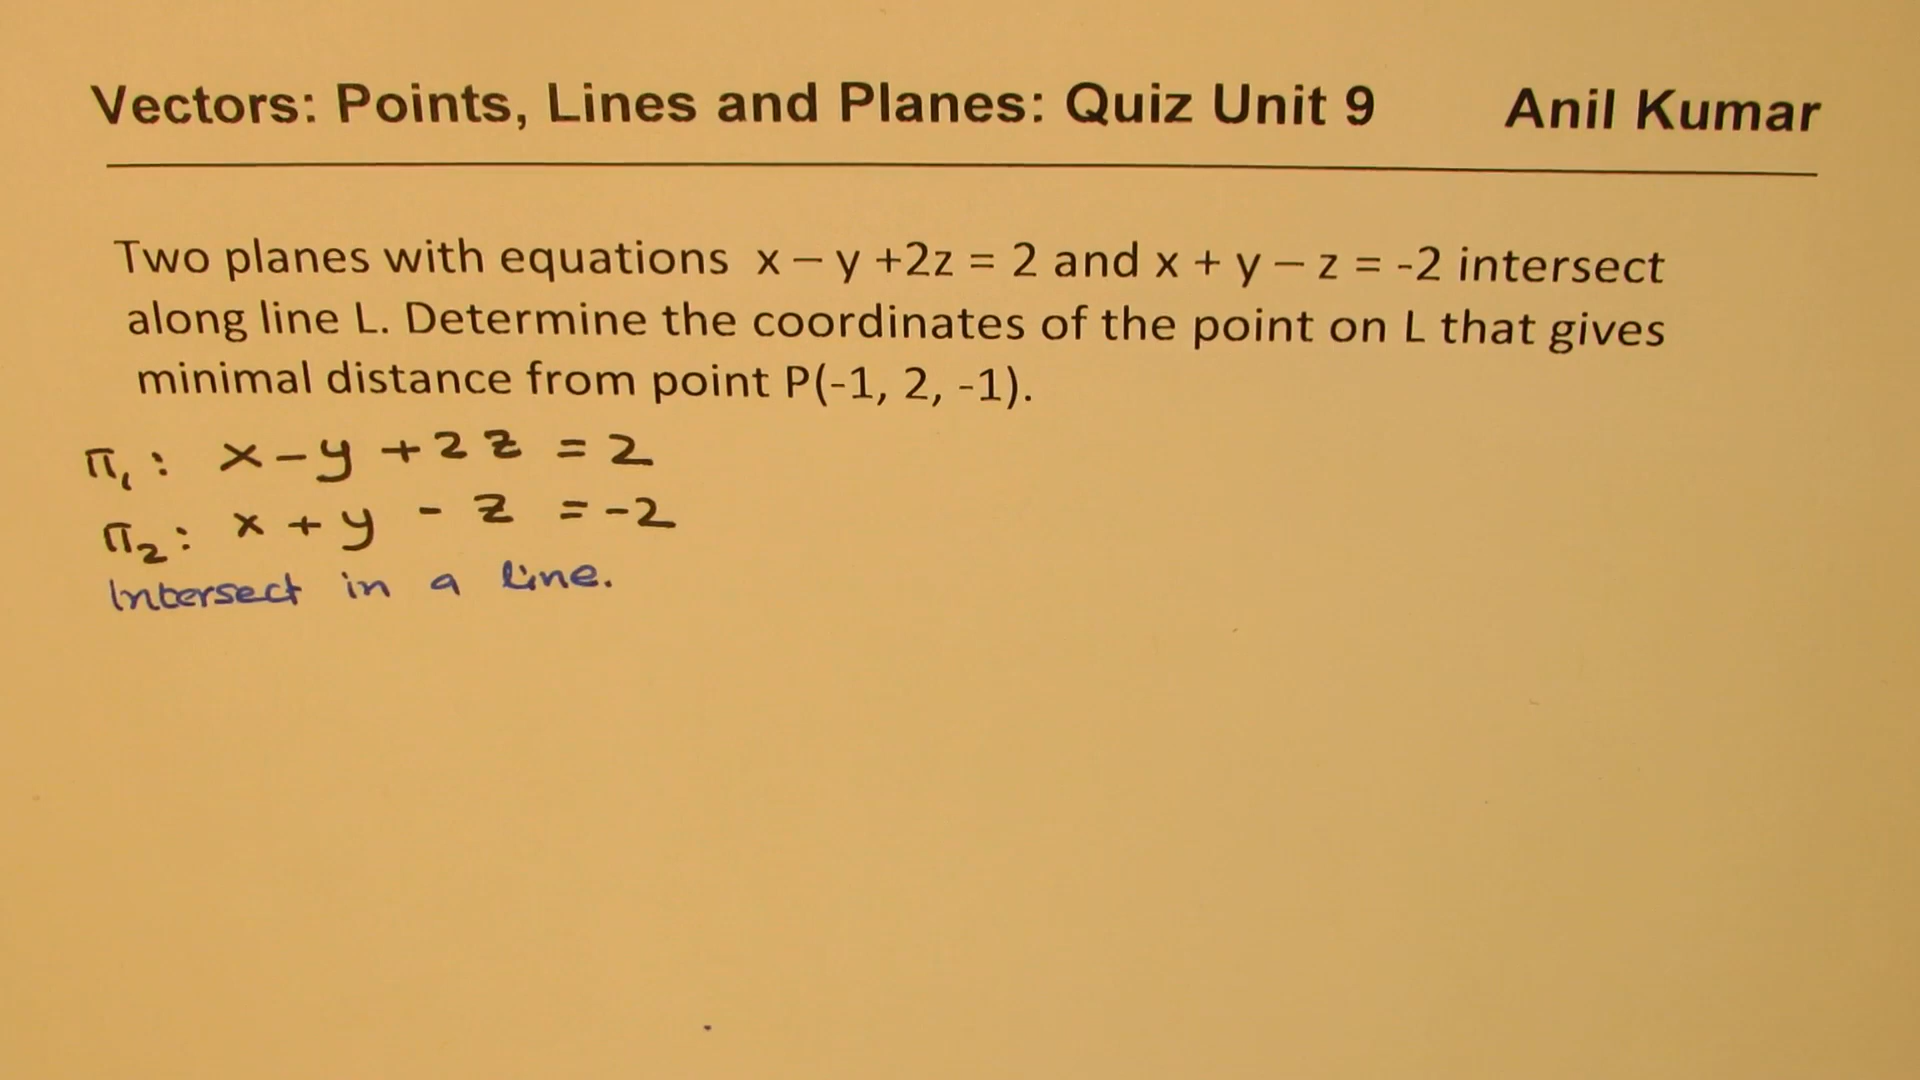 Vectors: Points, Lines and Planes: Quiz Unit 9 Anil Kumar
Two planes with equations x – y +2z = 2 and x + y – z = -2 intersect
along line L. Determine the coordinates of the point on L that gives
minimal distance from point P(-1, 2, -1).
π₁: x - y + 2z = 2
π₂: x + y - z = -2
Intersect in a line.